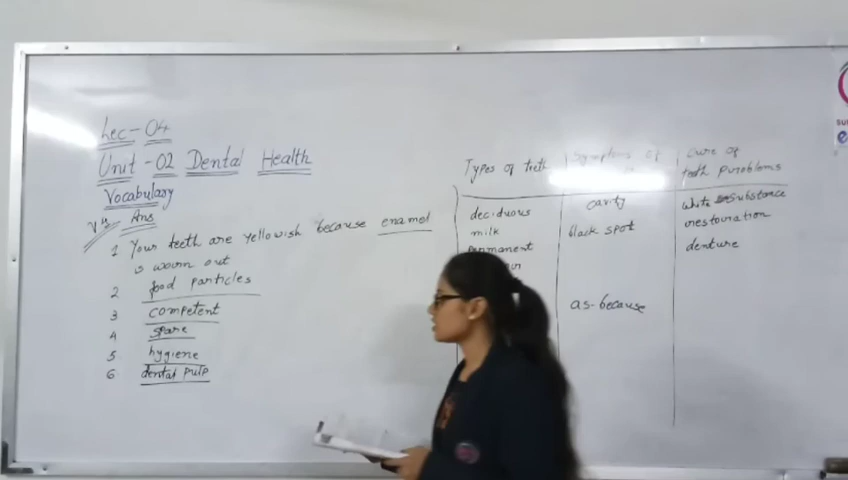 Lec-04
Unit-02 Dental Health
Vocabulary
Ans
1 Your teeth are yellowish because enamel
is worn out
2 food particles
3 competent
4 spare
5 hygiene
6 dental pulp
Types of teeth
deciduous
milk
permanent
Symptoms of
cavity
black spot
as-because
Cure of
teeth puroblems
white substance
restouration
denture